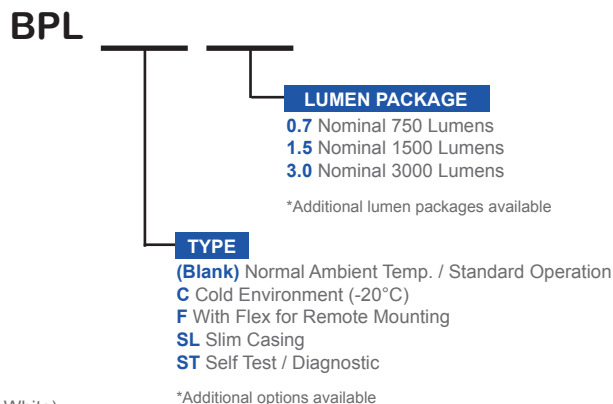 BPL
LUMEN PACKAGE
0.7 Nominal 750 Lumens
1.5 Nominal 1500 Lumens
3.0 Nominal 3000 Lumens
*Additional lumen packages available
TYPE
(Blank) Normal Ambient Temp. / Standard Operation
C Cold Environment (-20°C)
F With Flex for Remote Mounting
SL Slim Casing
ST Self Test / Diagnostic
*Additional options available